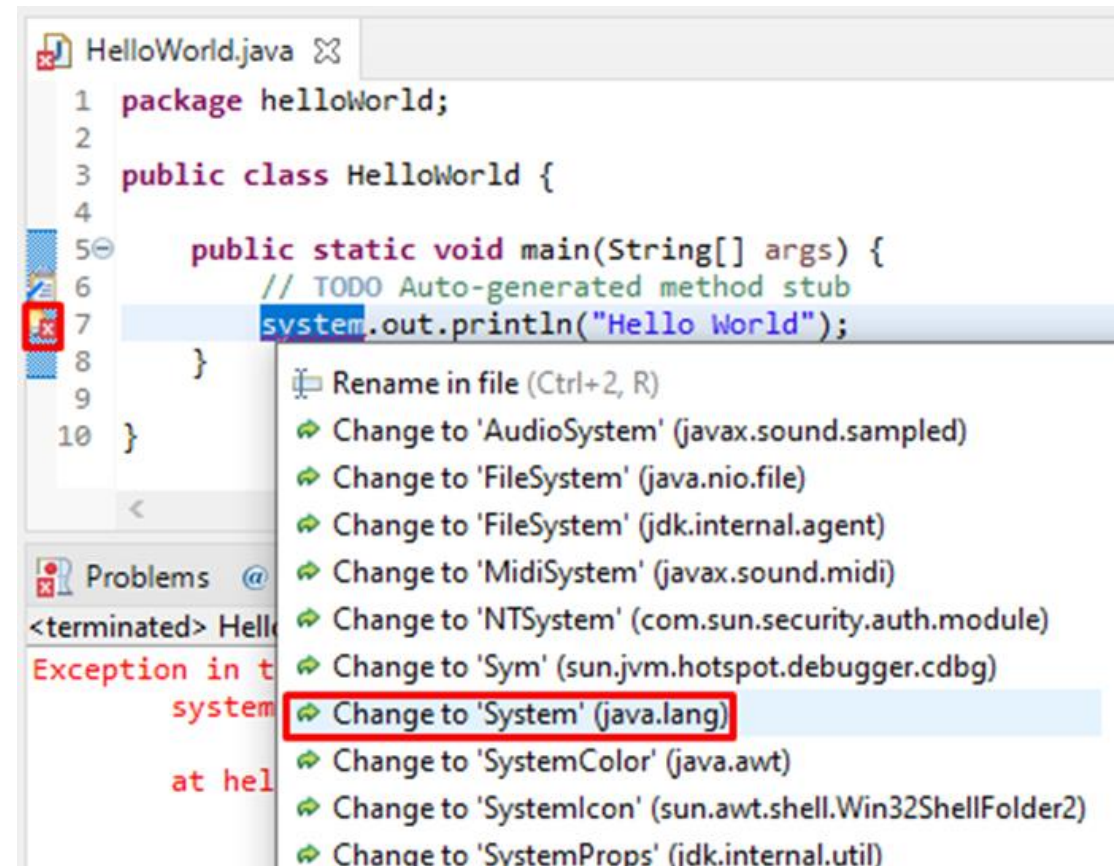 HelloWorld.java
1 package helloWorld;
2
3 public class HelloWorld {
4
5 public static void main(String[] args) {
6 // TODO Auto-generated method stub
7 system.out.println("Hello World");
8 }
9
10 }
Rename in file (Ctrl+2, R)
Change to 'AudioSystem' (javax.sound.sampled)
Change to 'FileSystem' (java.nio.file)
Change to 'FileSystem' (jdk.internal.agent)
Change to 'MidiSystem' (javax.sound.midi)
Change to 'NTSystem' (com.sun.security.auth.module)
Change to 'Sym' (sun.jvm.hotspot.debugger.cdbg)
Change to 'System' (java.lang)
Change to 'SystemColor' (java.awt)
Change to 'SystemIcon' (sun.awt.shell.Win32ShellFolder2)
Change to 'SystemProps' (jdk.internal.util)
Problems @
<terminated> Hell
Exception in t
system
at hel